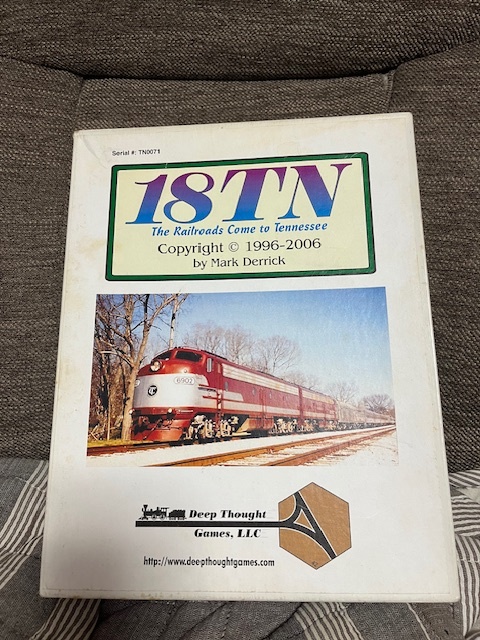 Serial #: TN0071
18TN
The Railroads Come to Tennessee
Copyright © 1996-2006
by Mark Derrick
6902
Deep Thought
Games, LLC
http://www.deepthoughtgames.com